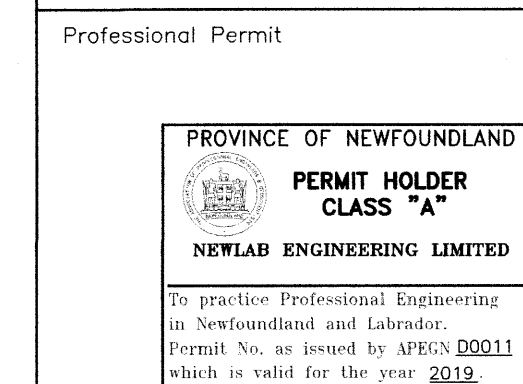 Professional Permit
PROVINCE OF NEWFOUNDLAND
PERMIT HOLDER
CLASS "A"
NEWLAB ENGINEERING LIMITED
To practice Professional Engineering
in Newfoundland and Labrador.
Permit No. as issued by APEGN D0011
which is valid for the year 2019.